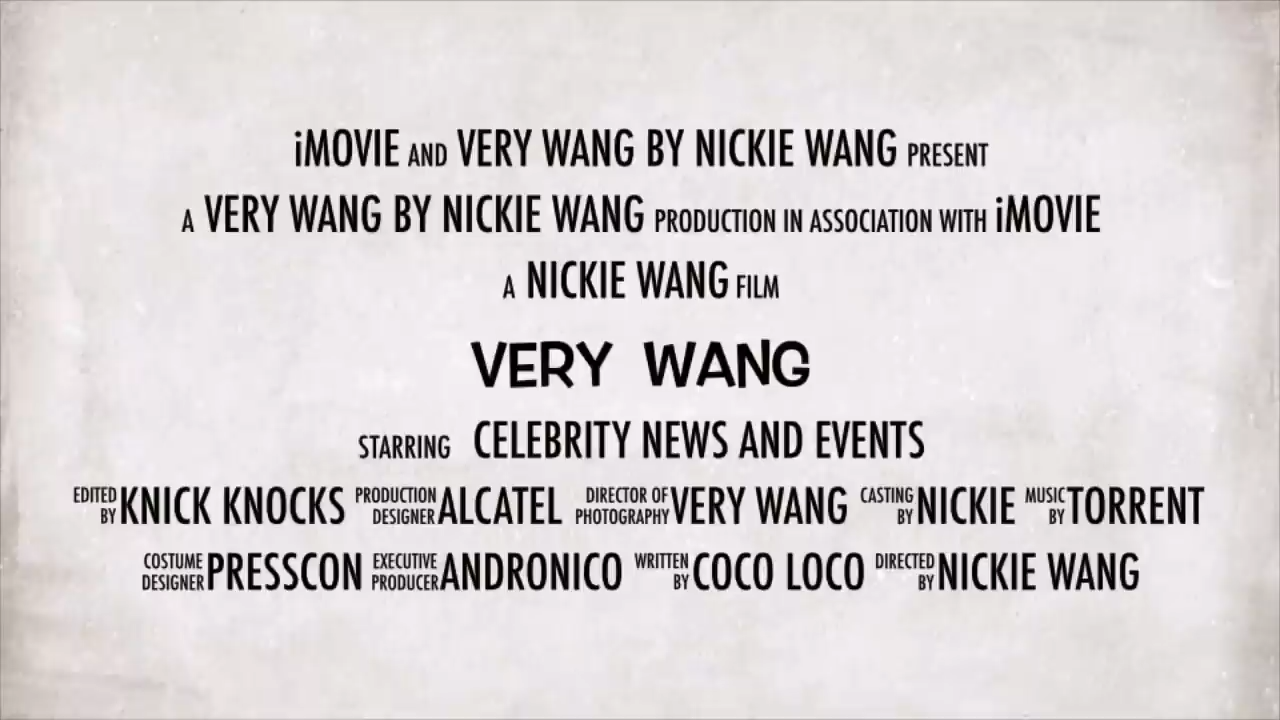 iMOVIE AND VERY WANG BY NICKIE WANG PRESENT
A VERY WANG BY NICKIE WANG PRODUCTION IN ASSOCIATION WITH iMOVIE
A NICKIE WANG FILM
VERY WANG
STARRING CELEBRITY NEWS AND EVENTS
EDITED BY KNICK KNOCKS PRODUCTION DESIGNER ALCATEL DIRECTOR OF PHOTOGRAPHY VERY WANG CASTING BY NICKIE MUSIC BY TORRENT
COSTUME DESIGNER PRESSCON EXECUTIVE PRODUCER ANDRONICO WRITTEN BY COCO LOCO DIRECTED BY NICKIE WANG